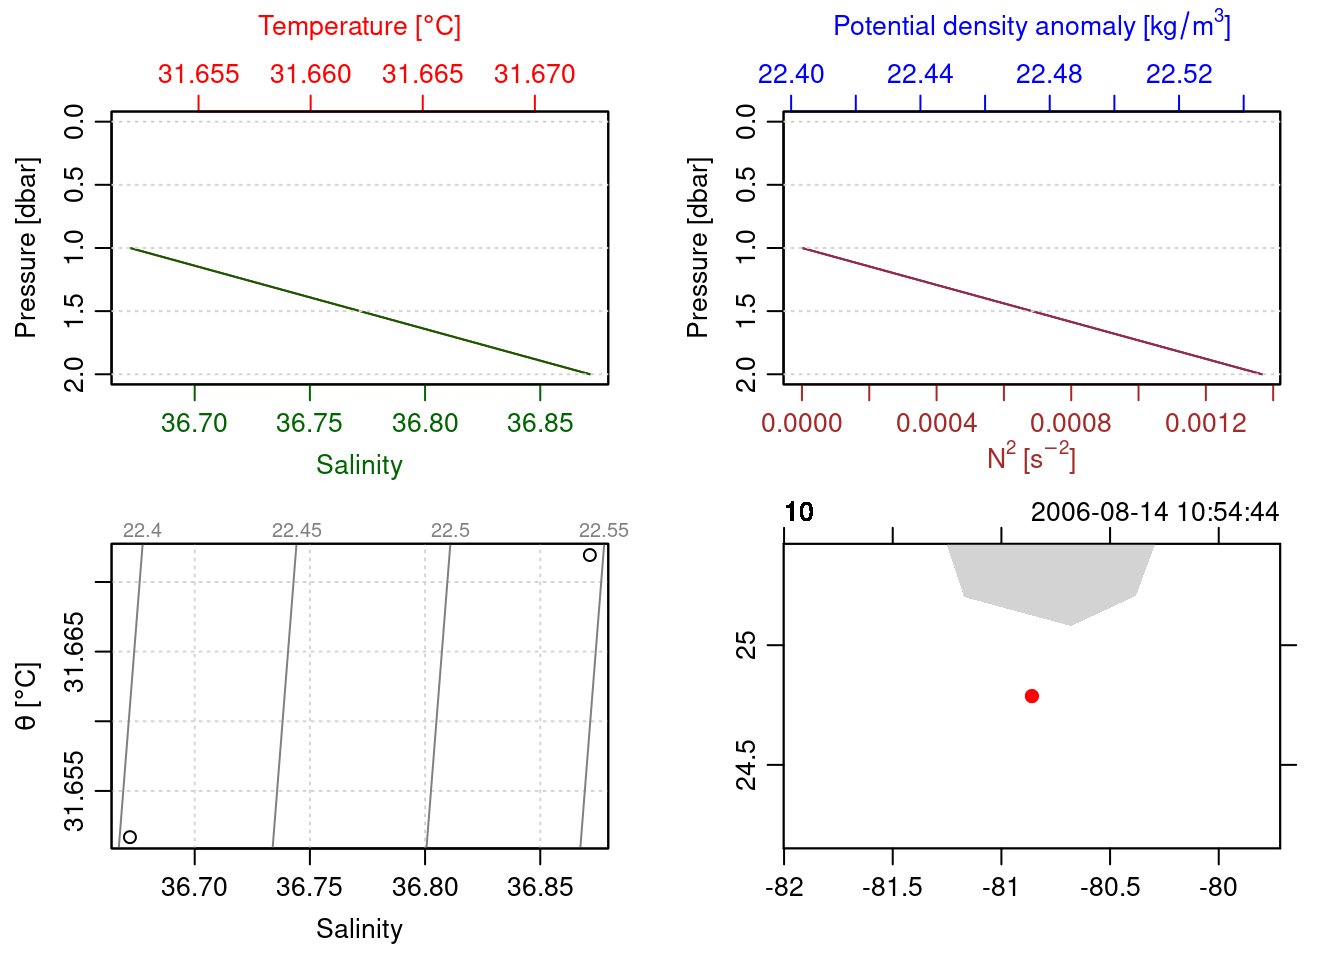 Temperature [°C]
31.655 31.660 31.665 31.670
Pressure [dbar]
0.0
0.5
1.0
1.5
2.0
36.70 36.75 36.80 36.85
Salinity
Potential density anomaly [kg/m³]
22.40 22.44 22.48 22.52
Pressure [dbar]
0.0
0.5
1.0
1.5
2.0
0.0000 0.0004 0.0008 0.0012
N² [s⁻²]
22.4 22.45 22.5 22.55
θ [°C]
31.665
31.655
36.70 36.75 36.80 36.85
Salinity
10 2006-08-14 10:54:44
25
24.5
-82 -81.5 -81 -80.5 -80